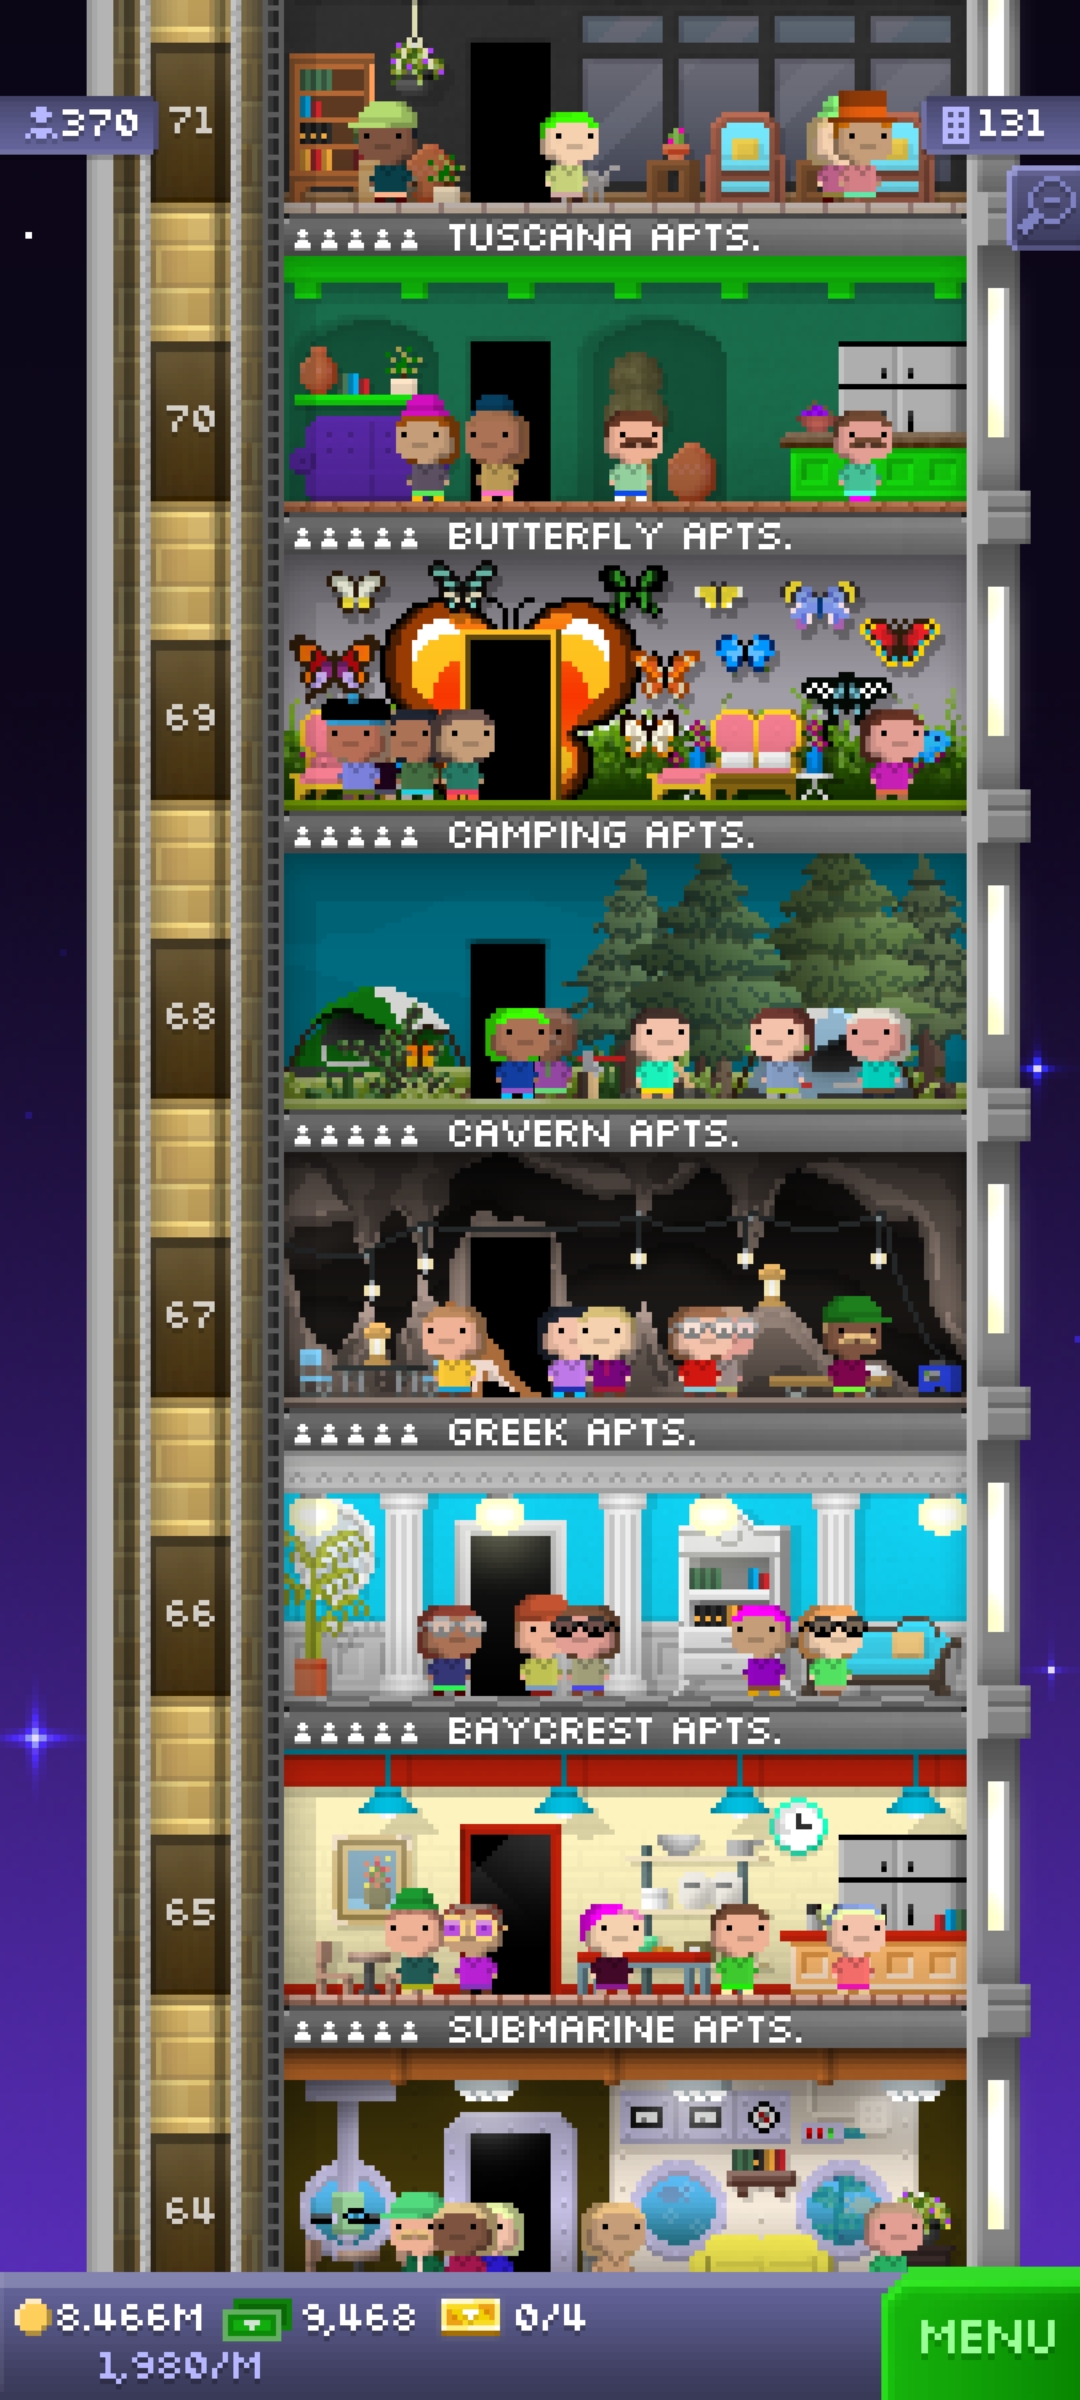 370
71
131
TUSCANA APTS.
70
BUTTERFLY APTS.
69
CAMPING APTS.
68
CAVERN APTS.
67
GREEK APTS.
66
BAYCREST APTS.
65
SUBMARINE APTS.
64
8.466M 9,468 0/4
1,980/M
MENU